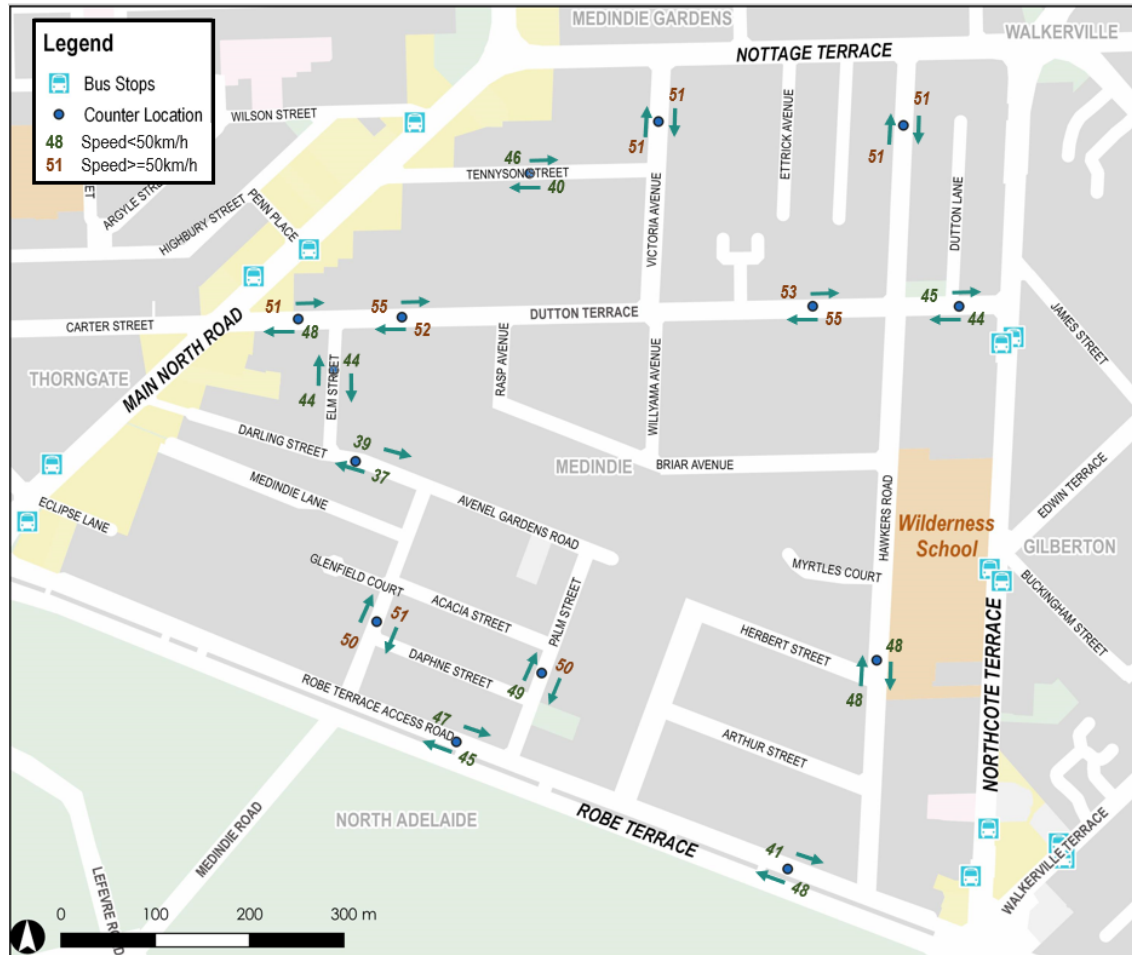 MEDINDIE GARDENS
WALKERVILLE
Legend
Bus Stops
Counter Location
48 Speed<50km/h
51 Speed>=50km/h
NOTTAGE TERRACE
WILSON STREET
51
51
51
51
ETTRICK AVENUE
46
TENNYSON STREET
40
ARGYLE STREET
HIGHBURY STREET
PENN PLACE
VICTORIA AVENUE
DUTTON LANE
51
48
55
52
DUTTON TERRACE
53
55
45
44
CARTER STREET
JAMES STREET
THORNGATE
MAIN NORTH ROAD
44
44
ELM STREET
RASP AVENUE
WILLYAMA AVENUE
DARLING STREET
39
37
MEDINDIE LANE
MEDINDIE
BRIAR AVENUE
ECLIPSE LANE
AVENEL GARDENS ROAD
HAWKERS ROAD
Wilderness
School
EDWIN TERRACE
GILBERTON
GLENFIELD COURT
ACACIA STREET
PALM STREET
MYRTLES COURT
BUCKINGHAM STREET
51
50
DAPHNE STREET
50
49
HERBERT STREET
48
48
NORTHCOTE TERRACE
ROBE TERRACE ACCESS ROAD
47
45
ARTHUR STREET
NORTH ADELAIDE
ROBE TERRACE
MEDINDIE ROAD
LEFEVRE ROAD
41
48
WALKERVILLE TERRACE
0 100 200 300 m